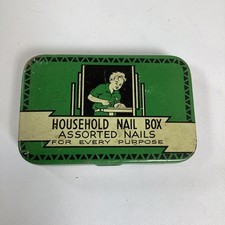 HOUSEHOLD NAIL BOX
ASSORTED NAILS
FOR EVERY PURPOSE